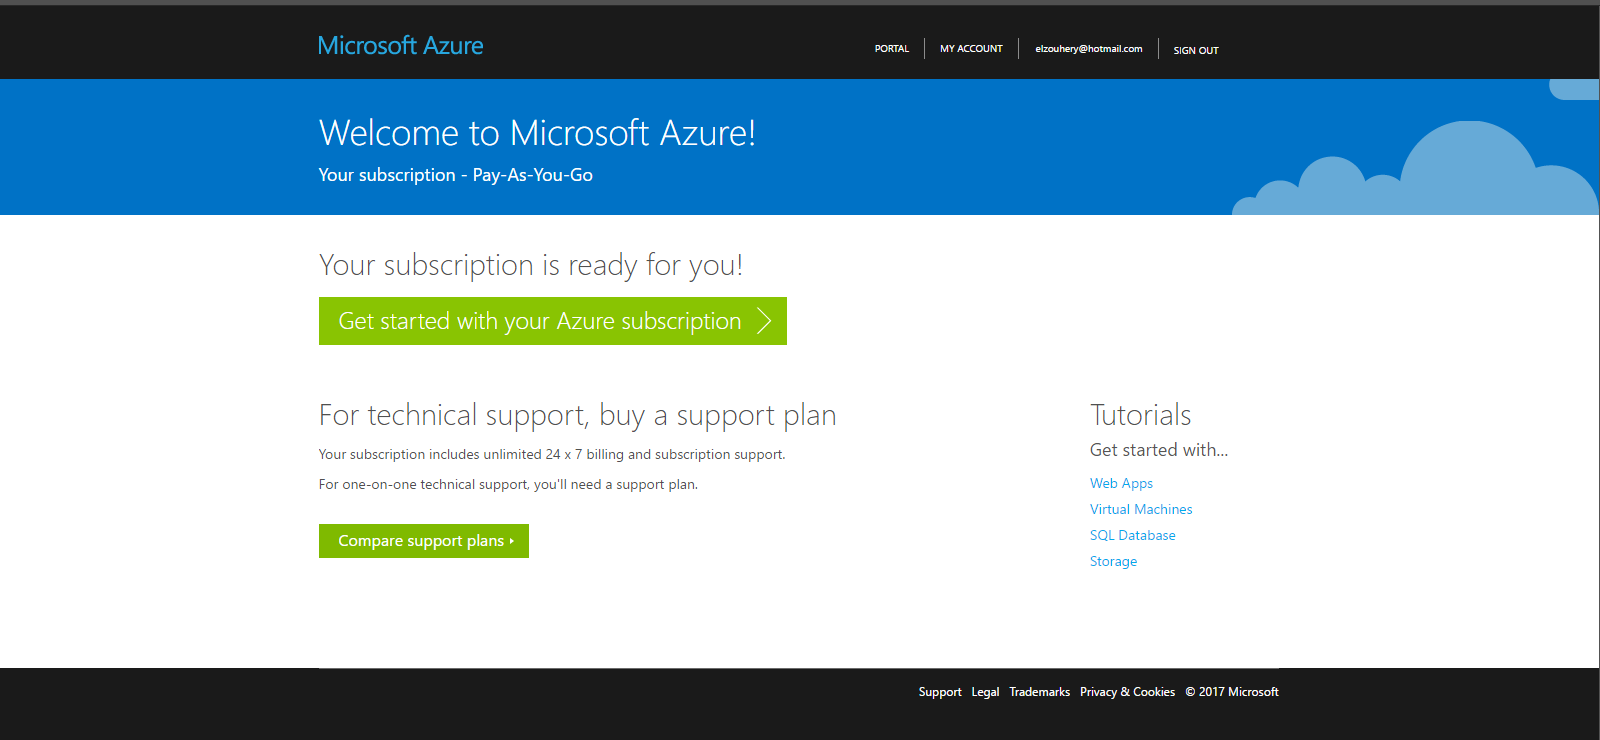 Microsoft Azure
PORTAL MY ACCOUNT elzouhery@hotmail.com SIGN OUT
Welcome to Microsoft Azure!
Your subscription - Pay-As-You-Go
Your subscription is ready for you!
Get started with your Azure subscription
For technical support, buy a support plan
Your subscription includes unlimited 24 x 7 billing and subscription support.
For one-on-one technical support, you'll need a support plan.
Compare support plans
Tutorials
Get started with...
Web Apps
Virtual Machines
SQL Database
Storage
Support Legal Trademarks Privacy & Cookies © 2017 Microsoft